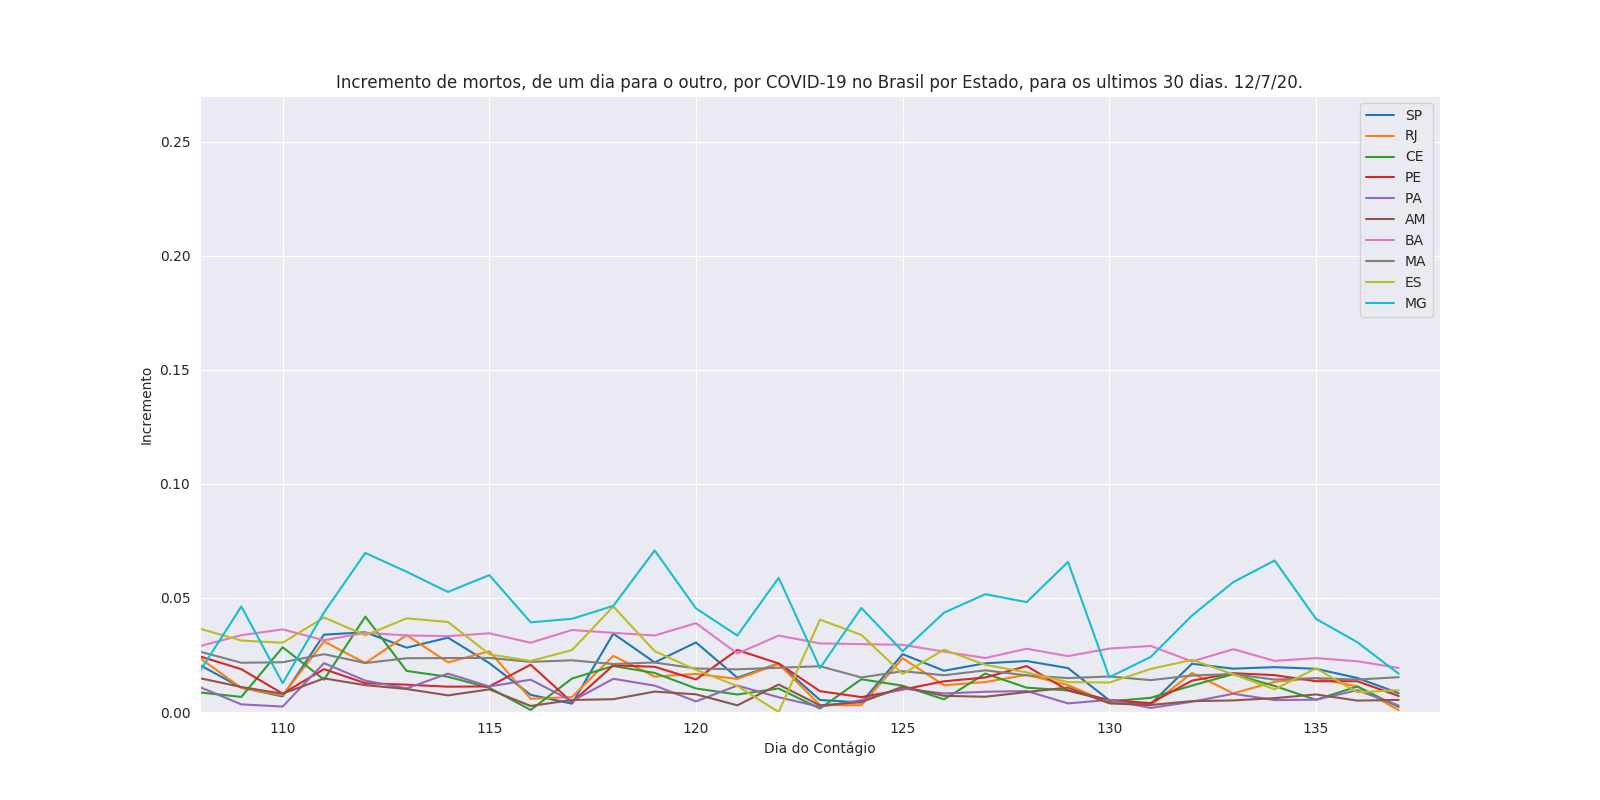 Incremento de mortos, de um dia para o outro, por COVID-19 no Brasil por Estado, para os ultimos 30 dias. 12/7/20.
SP
RJ
CE
PE
PA
AM
BA
MA
ES
MG
Incremento
0.25
0.20
0.15
0.10
0.05
0.00
110 115 120 125 130 135
Dia do Contágio